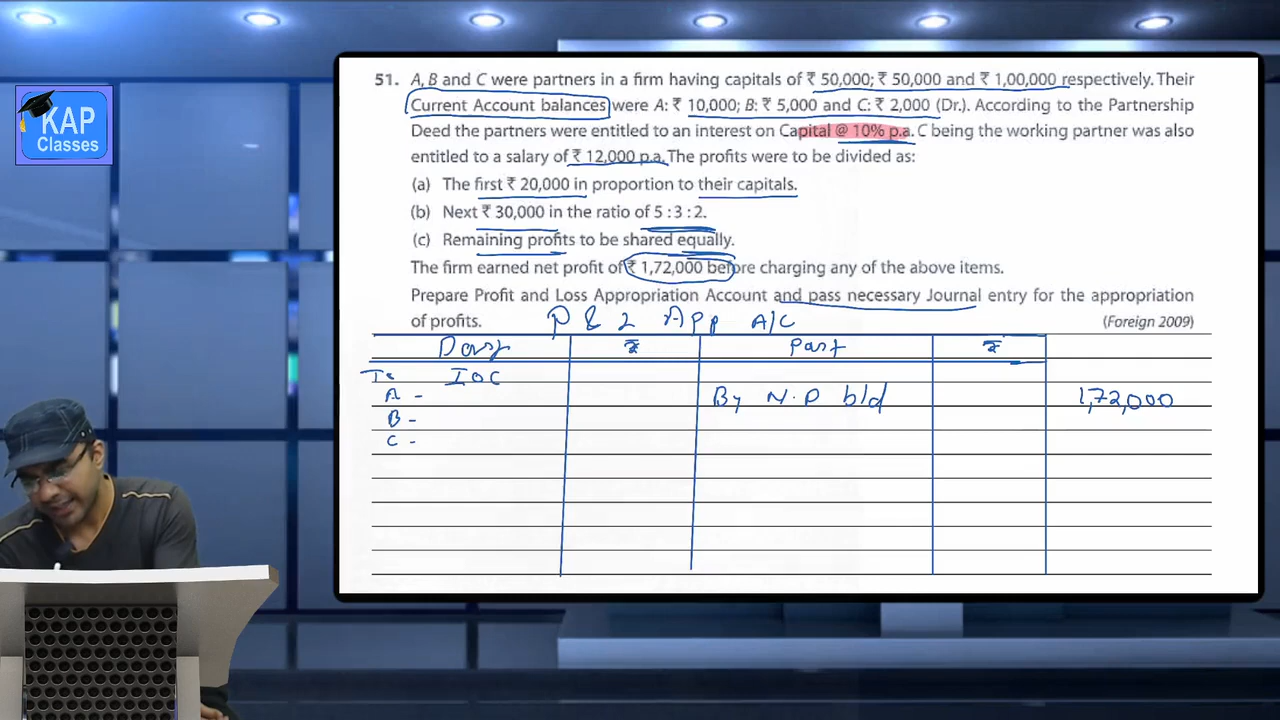 KAP
Classes
51. A, B and C were partners in a firm having capitals of ₹ 50,000; ₹ 50,000 and ₹ 1,00,000 respectively. Their
Current Account balances were A: ₹ 10,000; B: ₹ 5,000 and C: ₹ 2,000 (Dr.). According to the Partnership
Deed the partners were entitled to an interest on Capital @ 10% p.a. C being the working partner was also
entitled to a salary of ₹ 12,000 p.a. The profits were to be divided as:
(a) The first ₹ 20,000 in proportion to their capitals.
(b) Next ₹ 30,000 in the ratio of 5 : 3 : 2.
(c) Remaining profits to be shared equally.
The firm earned net profit of ₹ 1,72,000 before charging any of the above items.
Prepare Profit and Loss Appropriation Account and pass necessary Journal entry for the appropriation
of profits. (Foreign 2009)
P & L App A/C
₹ Part ₹
To IOC
A - By N.P b/d 1,72,000
B -
C -